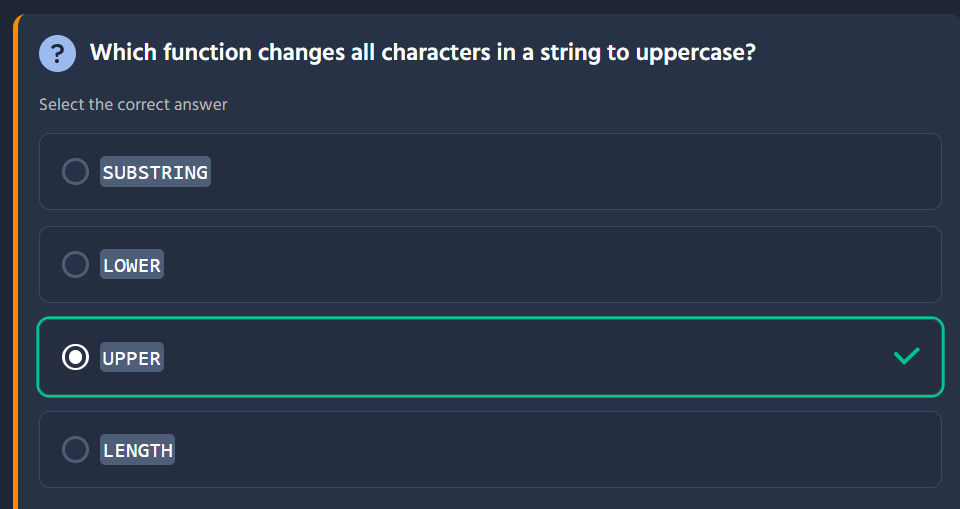 ? Which function changes all characters in a string to uppercase?
Select the correct answer
SUBSTRING
LOWER
UPPER
LENGTH